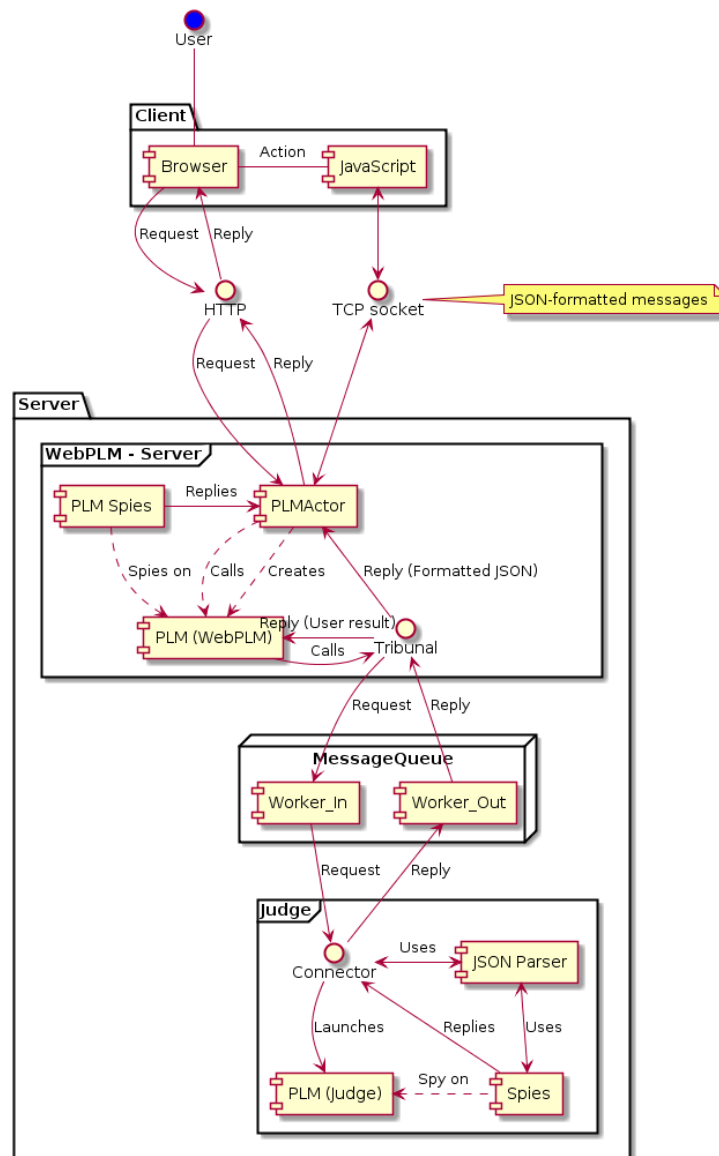 User
Client
Action
Browser
JavaScript
Request
Reply
HTTP
TCP socket
JSON-formatted messages
Request
Reply
Server
WebPLM - Server
Replies
PLM Spies
PLMActor
Spies on
Calls
Creates
Reply (Formatted JSON)
Reply (User result)
PLM (WebPLM)
Calls
Tribunal
Request
Reply
MessageQueue
Worker_In
Worker_Out
Request
Reply
Judge
Connector
Uses
JSON Parser
Launches
Replies
Uses
Spy on
PLM (Judge)
Spies